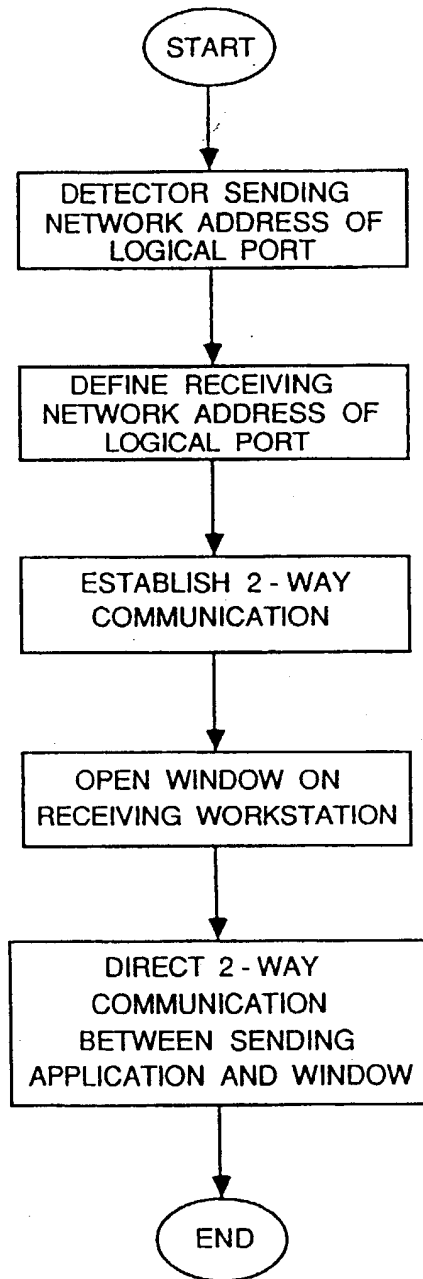 START
DETECTOR SENDING
NETWORK ADDRESS OF
LOGICAL PORT
DEFINE RECEIVING
NETWORK ADDRESS OF
LOGICAL PORT
ESTABLISH 2 - WAY
COMMUNICATION
OPEN WINDOW ON
RECEIVING WORKSTATION
DIRECT 2 - WAY
COMMUNICATION
BETWEEN SENDING
APPLICATION AND WINDOW
END